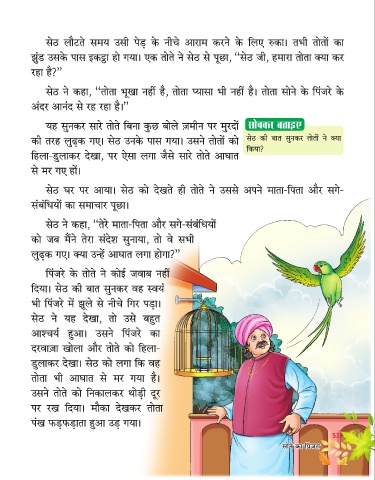 सेठ लौटते समय उसी पेड़ के नीचे आराम करने के लिए रुका। तभी तोतों का
झुंड उसके पास इकट्ठा हो गया। एक तोते ने सेठ से पूछा, “सेठ जी, हमारा तोता क्या कर
रहा है?”
सेठ ने कहा, “तोता भूखा नहीं है, तोता प्यासा भी नहीं है। तोता सोने के पिंजरे के
अंदर आनंद से रह रहा है।”
यह सुनकर सारे तोते बिना कुछ बोले ज़मीन पर मुरदों
की तरह लुढ़क गए। सेठ उनके पास गया। उसने तोतों को
हिला-डुलाकर देखा, पर ऐसा लगा जैसे सारे तोते आघात
से मर गए हों।
सोचकर बताइए
सेठ की बात सुनकर तोतों ने क्या
किया?
सेठ घर पर आया। सेठ को देखते ही तोते ने उससे अपने माता-पिता और सगे-
संबंधियों का समाचार पूछा।
सेठ ने कहा, “तेरे माता-पिता और सगे-संबंधियों
को जब मैंने तेरा संदेश सुनाया, तो वे सभी
लुढ़क गए। क्या उन्हें आघात लगा होगा?”
पिंजरे के तोते ने कोई जवाब नहीं
दिया। सेठ की बात सुनकर वह स्वयं
भी पिंजरे में झूले से नीचे गिर पड़ा।
सेठ ने यह देखा, तो उसे बहुत
आश्चर्य हुआ। उसने पिंजरे का
दरवाज़ा खोला और तोते को हिला-
डुलाकर देखा। सेठ को लगा कि वह
तोता भी आघात से मर गया है।
उसने तोते को निकालकर थोड़ी दूर
पर रख दिया। मौका देखकर तोता
पंख फड़फड़ाता हुआ उड़ गया।
सोने का पिंजरा